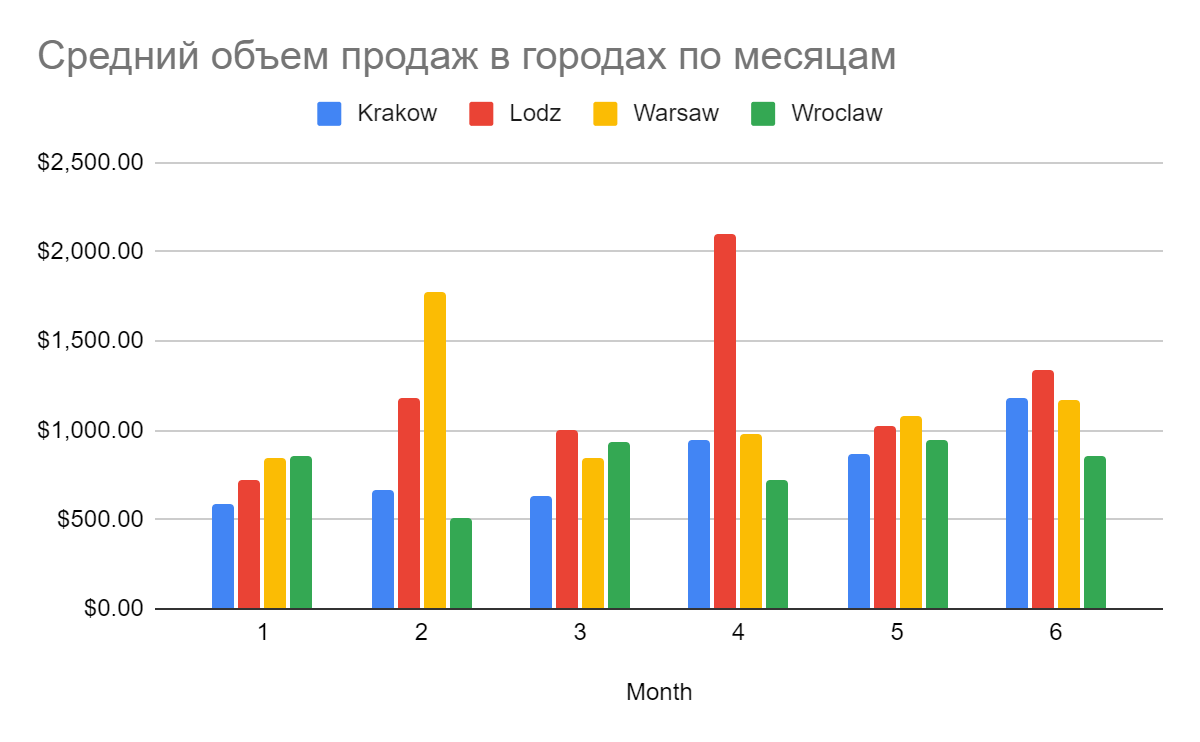 Средний объем продаж в городах по месяцам
Krakow Lodz Warsaw Wroclaw
$2,500.00
$2,000.00
$1,500.00
$1,000.00
$500.00
$0.00
1 2 3 4 5 6
Month